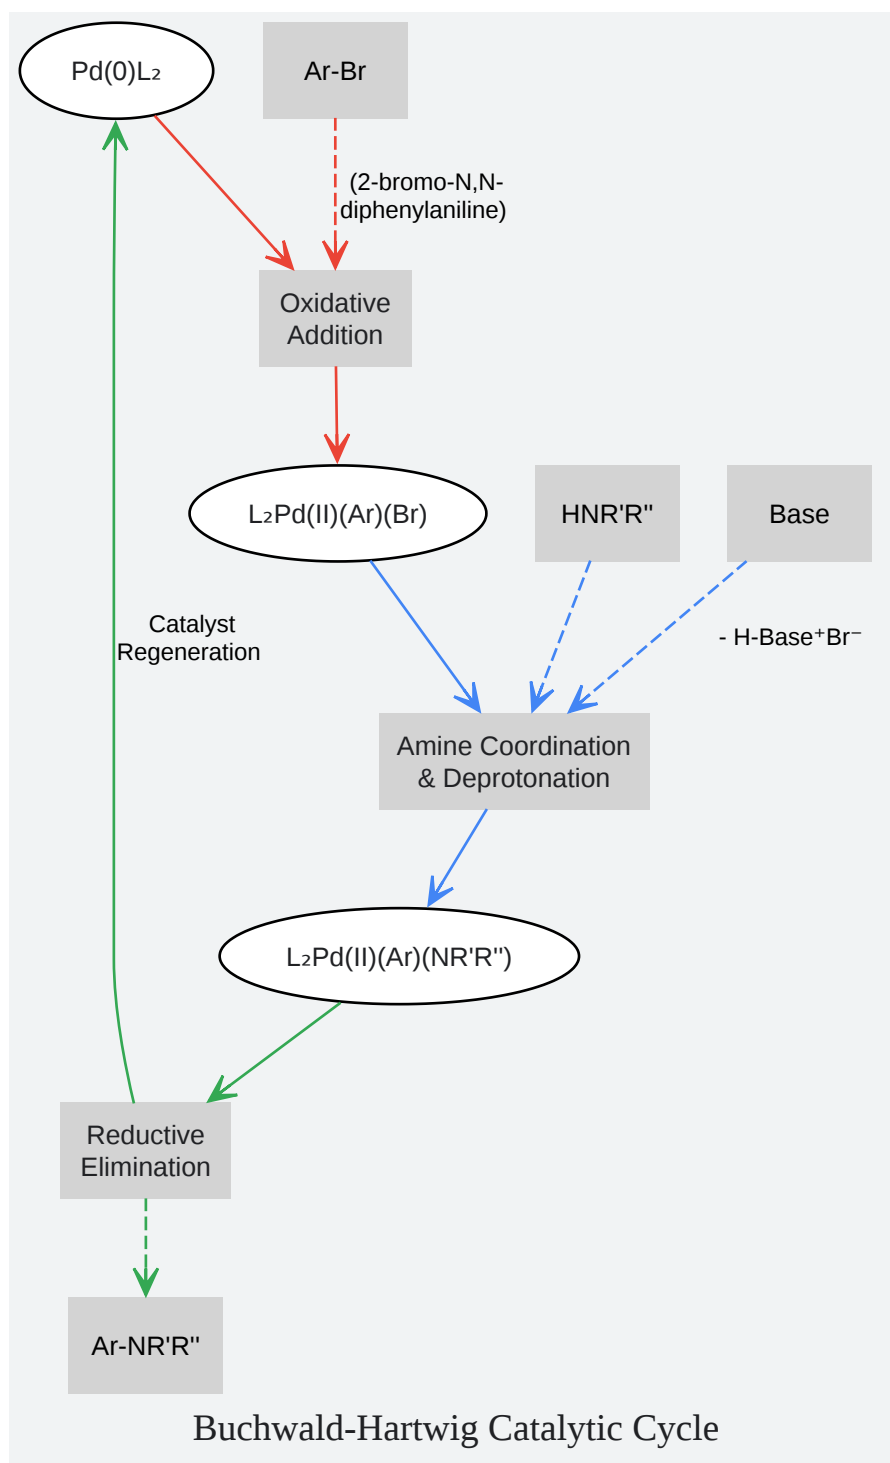 Pd(0)L₂
Ar-Br
(2-bromo-N,N-
diphenylaniline)
Oxidative
Addition
L₂Pd(II)(Ar)(Br)
HNR'R''
Base
Catalyst
Regeneration
- H-Base⁺Br⁻
Amine Coordination
& Deprotonation
L₂Pd(II)(Ar)(NR'R'')
Reductive
Elimination
Ar-NR'R''
Buchwald-Hartwig Catalytic Cycle